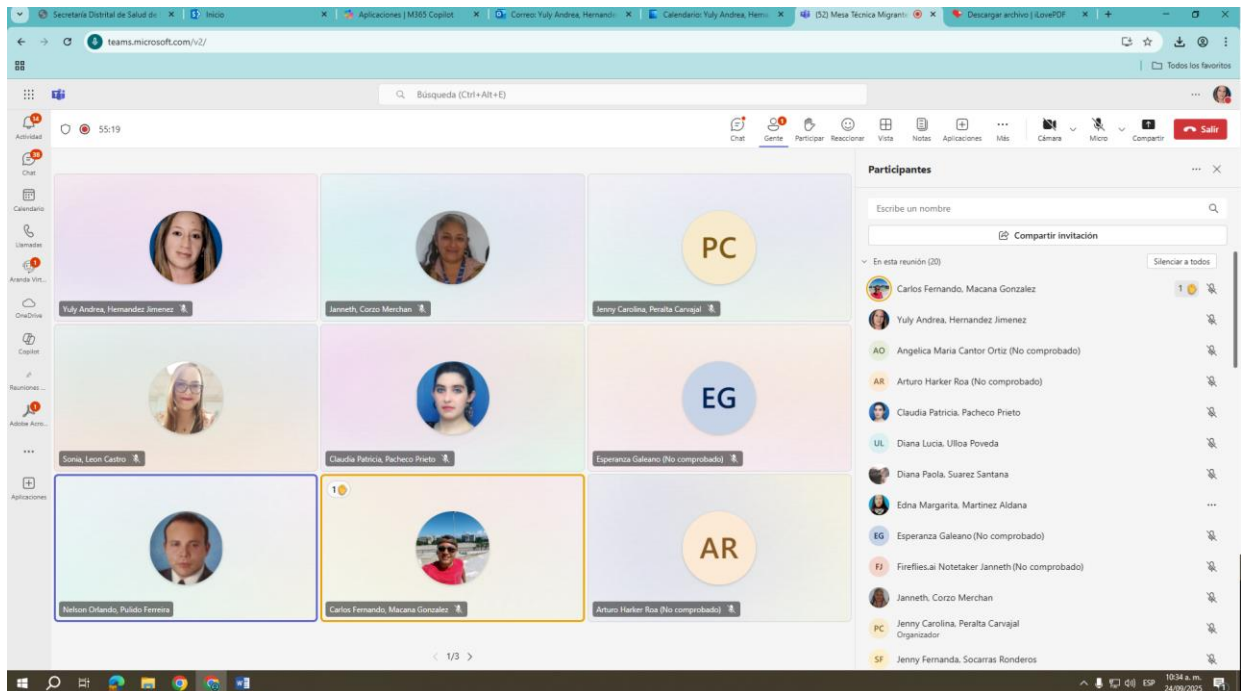 Secretaría Distrital de Salud de
Inicio
Aplicaciones | M365 Copilot
Correo: Yuly Andrea, Hernande
Calendario: Yuly Andrea, Herna
(52) Mesa Técnica Migrante
Descargar archivo | iLovePDF
teams.microsoft.com/v2/
Todos los favoritos
Búsqueda (Ctrl+Alt+E)
14
Actividad
38
Chat
Calendario
Llamadas
1
Aranda Virt...
OneDrive
Copilot
Reuniones ...
Adobe Acro...
Aplicaciones
55:19
Chat
Gente
Participar
Reaccionar
Vista
Notas
Aplicaciones
Más
Cámara
Micro
Compartir
Salir
Yuly Andrea, Hernandez Jimenez
Janneth, Corzo Merchan
PC
Jenny Carolina, Peralta Carvajal
Sonia, Leon Castro
Claudia Patricia, Pacheco Prieto
EG
Esperanza Galeano (No comprobado)
Nelson Orlando, Pulido Ferreira
1
Carlos Fernando, Macana Gonzalez
AR
Arturo Harker Roa (No comprobado)
1/3
Participantes
Escribe un nombre
Compartir invitación
En esta reunión (20)
Silenciar a todos
Carlos Fernando, Macana Gonzalez
1
Yuly Andrea, Hernandez Jimenez
AO Angelica Maria Cantor Ortiz (No comprobado)
AR Arturo Harker Roa (No comprobado)
Claudia Patricia, Pacheco Prieto
UL Diana Lucia, Ulloa Poveda
Diana Paola, Suarez Santana
Edna Margarita, Martinez Aldana
EG Esperanza Galeano (No comprobado)
FJ Fireflies.ai Notetaker Janneth (No comprobado)
Janneth, Corzo Merchan
PC Jenny Carolina, Peralta Carvajal
Organizador
SF Jenny Fernanda, Socarras Ronderos
ESP
10:34 a. m.
24/09/2025